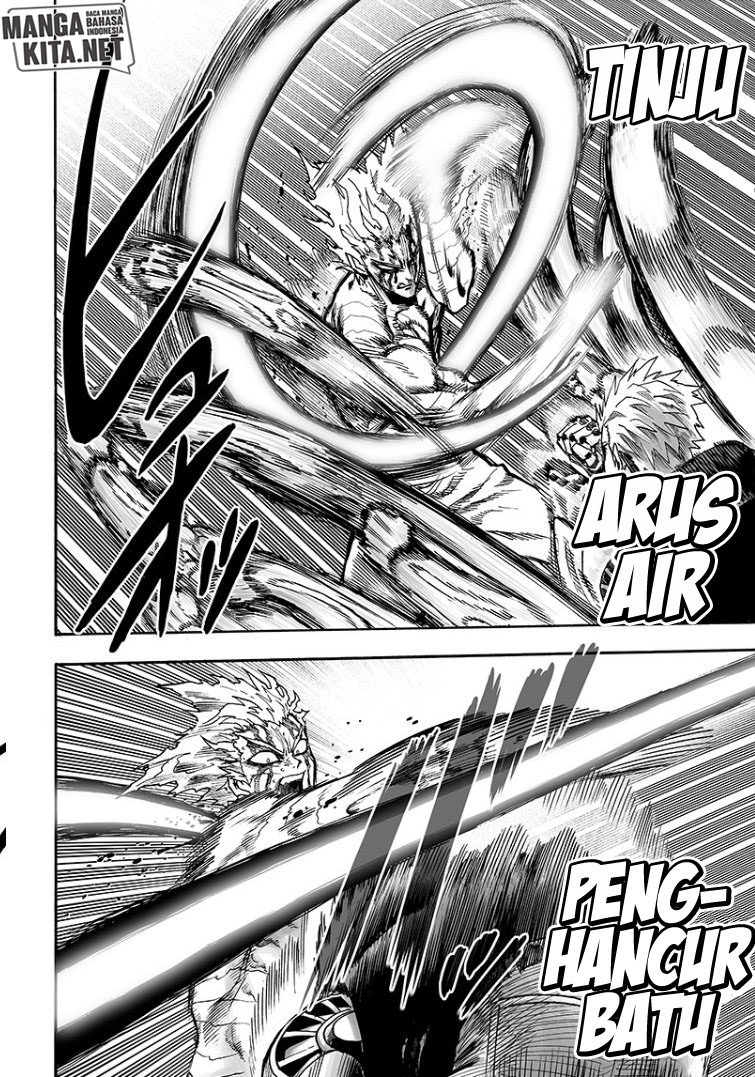 MANGA
KITA.NET
BACA MANGA
BAHASA
INDONESIA
TINJU
ヒュオッ
ARUS
AIR
PENG-
HANCUR
BATU